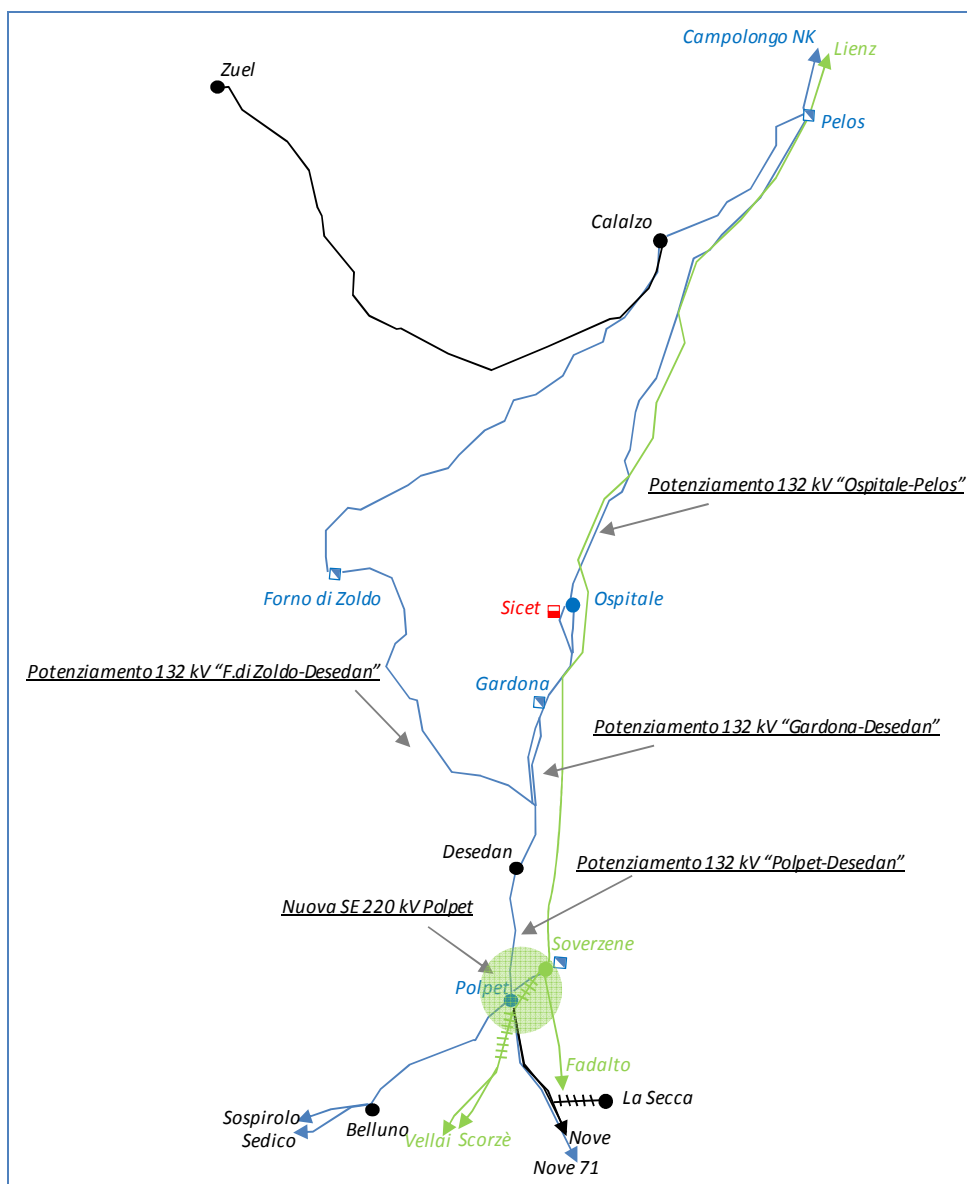 Campolongo NK
Lienz
Zuel
Pelos
Calalzo
Potenziamento 132 kV “Ospitale-Pelos”
Forno di Zoldo
Sicet
Ospitale
Potenziamento 132 kV “F.di Zoldo-Desedan”
Gardona
Potenziamento 132 kV “Gardona-Desedan”
Desedan
Potenziamento 132 kV “Polpet-Desedan”
Nuova SE 220 kV Polpet
Soverzene
Polpet
Fadalto
La Secca
Sospirolo
Sedico
Belluno
Vellai Scorzè
Nove
Nove 71